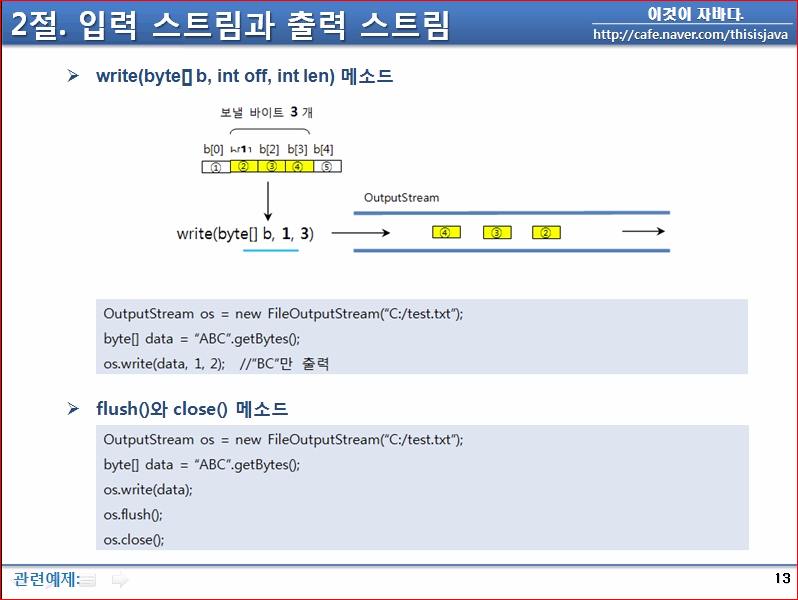 2절. 입력 스트림과 출력 스트림
이것이 자바다.
http://cafe.naver.com/thisisjava
write(byte[] b, int off, int len) 메소드
보낼 바이트 3 개
b[0] b[1] b[2] b[3] b[4]
① ② ③ ④ ⑤
OutputStream
write(byte[] b, 1, 3)
④ ③ ②
OutputStream os = new FileOutputStream(“C:/test.txt”);
byte[] data = “ABC”.getBytes();
os.write(data, 1, 2); //”BC”만 출력
flush()와 close() 메소드
OutputStream os = new FileOutputStream(“C:/test.txt”);
byte[] data = “ABC”.getBytes();
os.write(data);
os.flush();
os.close();
관련예제:
13